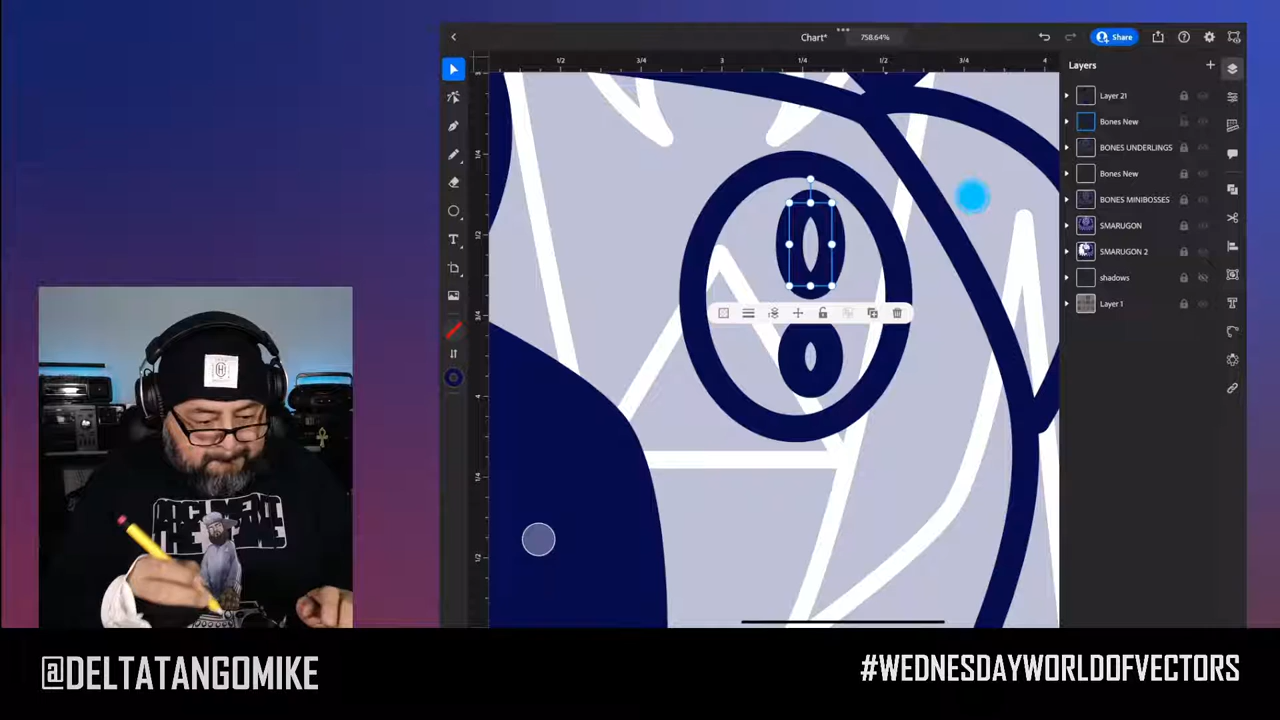 Chart*
758.64%
Share
1/2
3/4
3
1/4
1/2
3/4
4
Layers
Layer 21
Bones New
BONES UNDERLINGS
Bones New
BONES MINIBOSSES
SMARUGON
SMARUGON 2
shadows
Layer 1
@DELTATANGOMIKE
#WEDNESDAYWORLDOFVECTORS